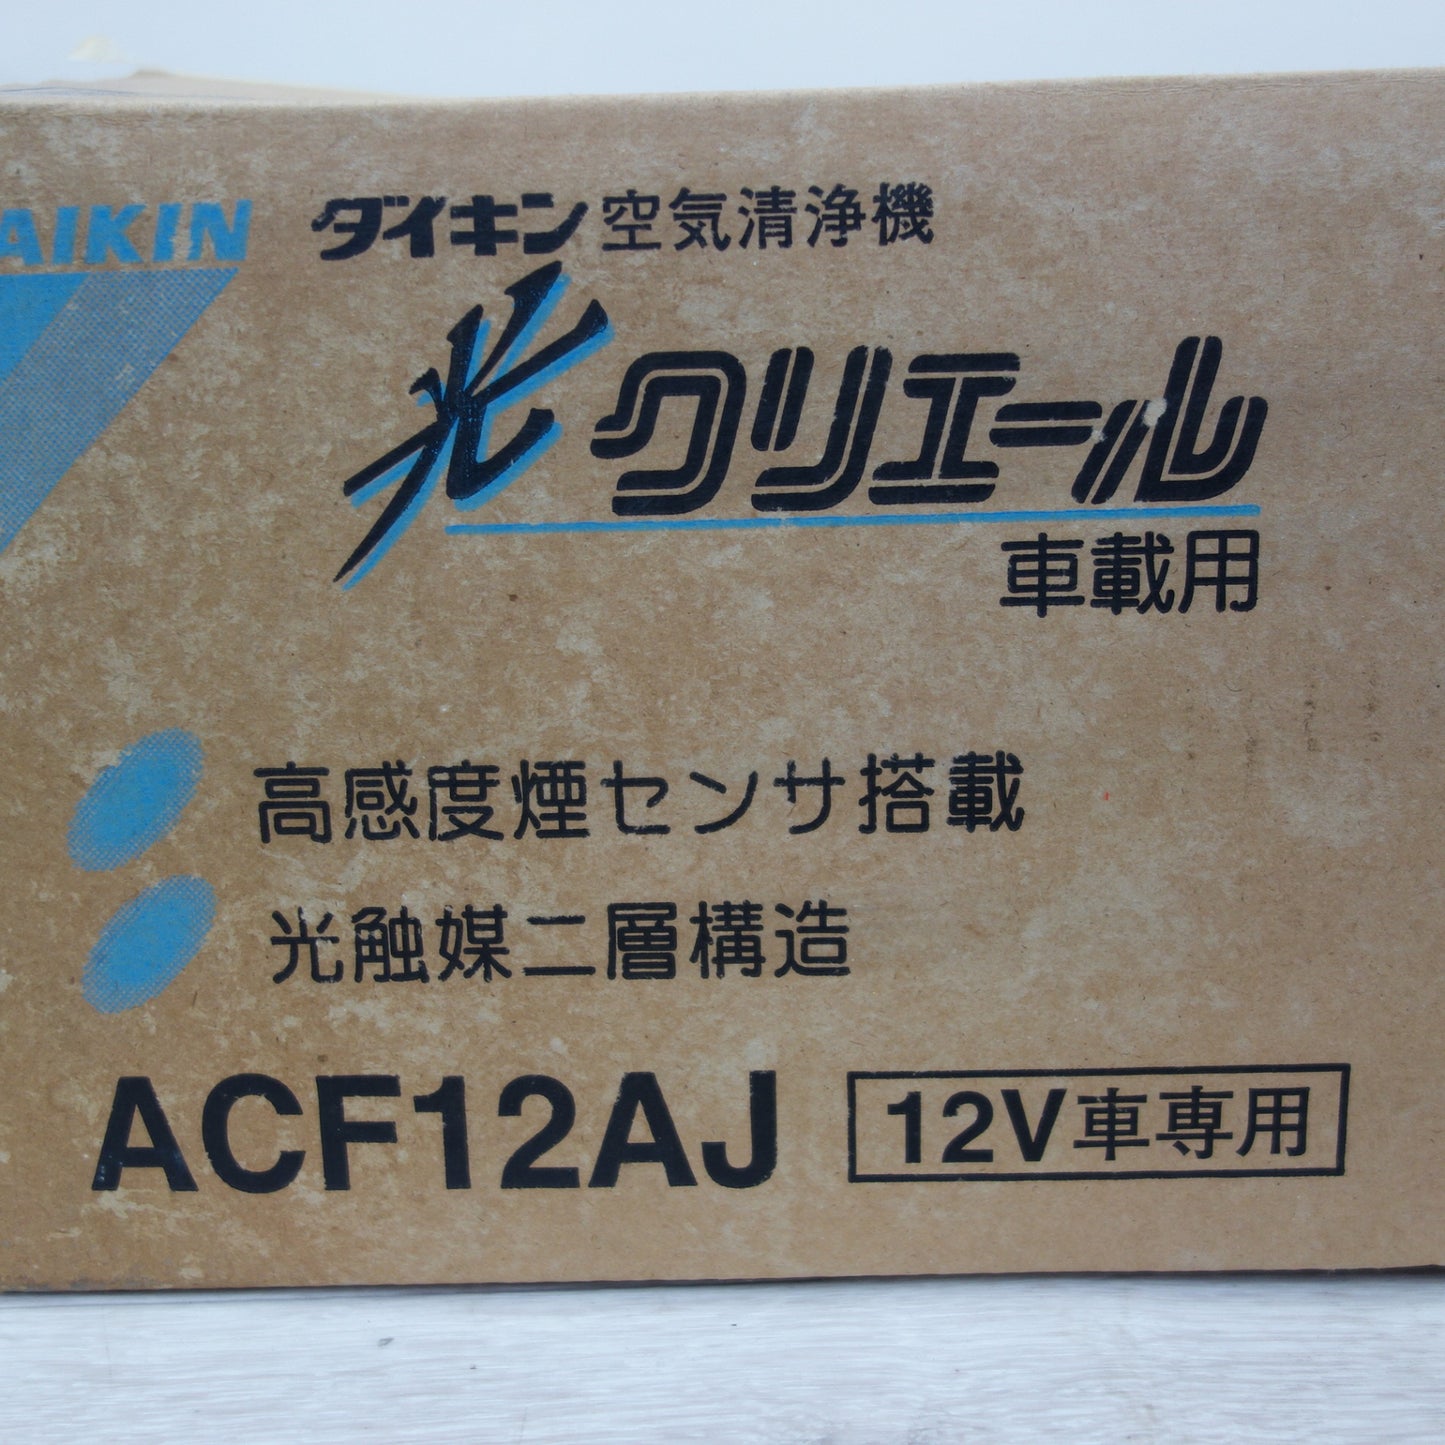 AIKIN
ダイキン空気清浄機
光クリエール
車載用
高感度煙センサ搭載
光触媒二層構造
ACF12AJ 12V車専用